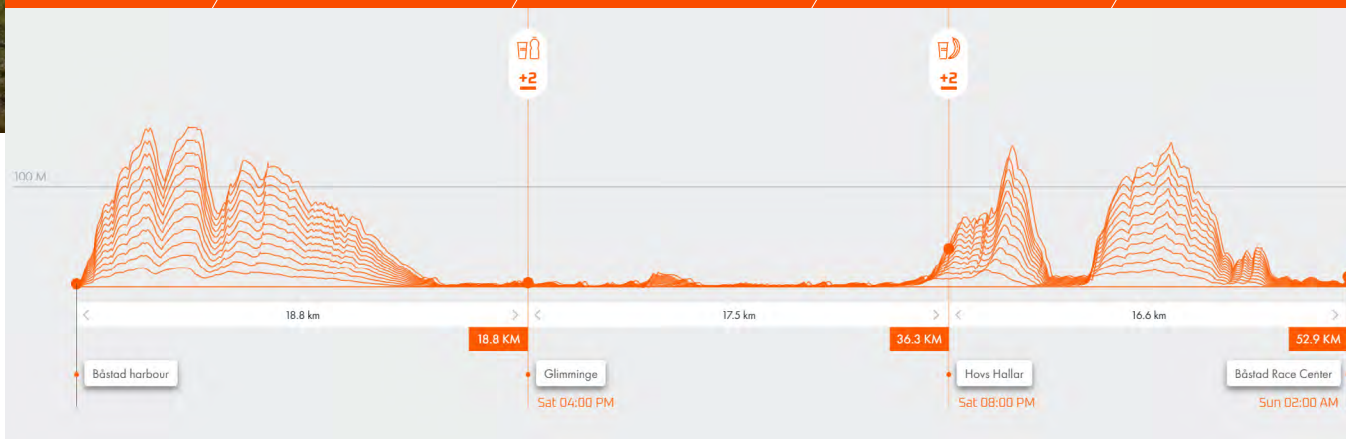 +2
+2
100 M
18.8 km
17.5 km
16.6 km
18.8 KM
36.3 KM
52.9 KM
Båstad harbour
Glimminge
Hovs Hallar
Båstad Race Center
Sat 04:00 PM
Sat 08:00 PM
Sun 02:00 AM